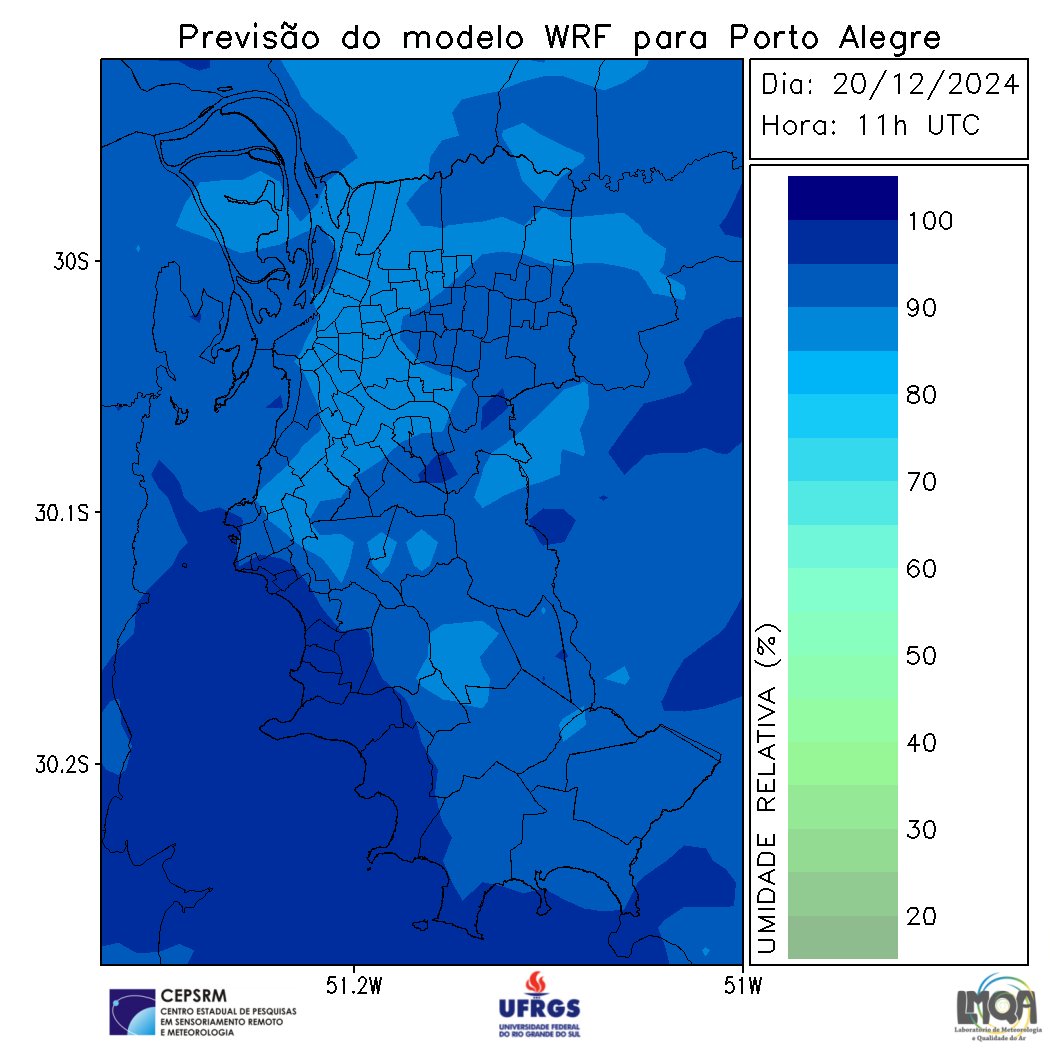 Previsão do modelo WRF para Porto Alegre
Dia: 20/12/2024
Hora: 11h UTC
30S
30.1S
30.2S
51.2W
51W
100
90
80
70
60
50
40
30
20
UMIDADE RELATIVA (%)
CEPSRM
CENTRO ESTADUAL DE PESQUISAS
EM SENSORIAMENTO REMOTO
E METEOROLOGIA
UFRGS
UNIVERSIDADE FEDERAL
DO RIO GRANDE DO SUL
LMQA
Laboratório de Meteorologia
e Qualidade do Ar